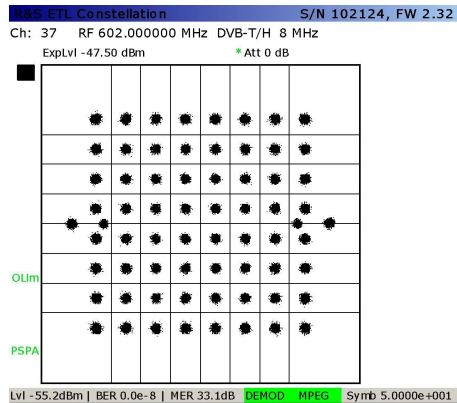 R&S ETL Constellation S/N 102124, FW 2.32
Ch: 37 RF 602.000000 MHz DVB-T/H 8 MHz
ExpLvl -47.50 dBm * Att 0 dB
OLim
PSPA
Lvl -55.2dBm | BER 0.0e-8 | MER 33.1dB DEMOD MPEG Symb 5.0000e+001